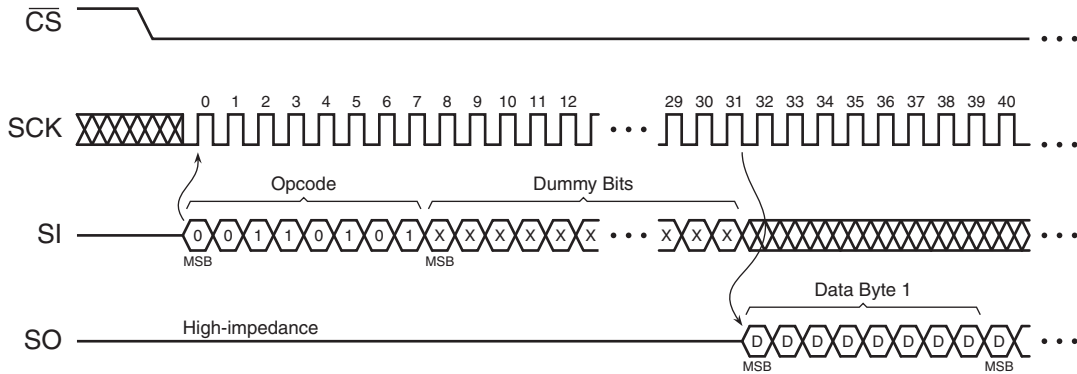 CS
0 1 2 3 4 5 6 7 8 9 10 11 12 29 30 31 32 33 34 35 36 37 38 39 40
SCK
Opcode Dummy Bits
SI 0 0 1 1 0 1 0 1 X X X X X X X X X
MSB MSB
Data Byte 1
High-impedance
SO D D D D D D D D D
MSB MSB